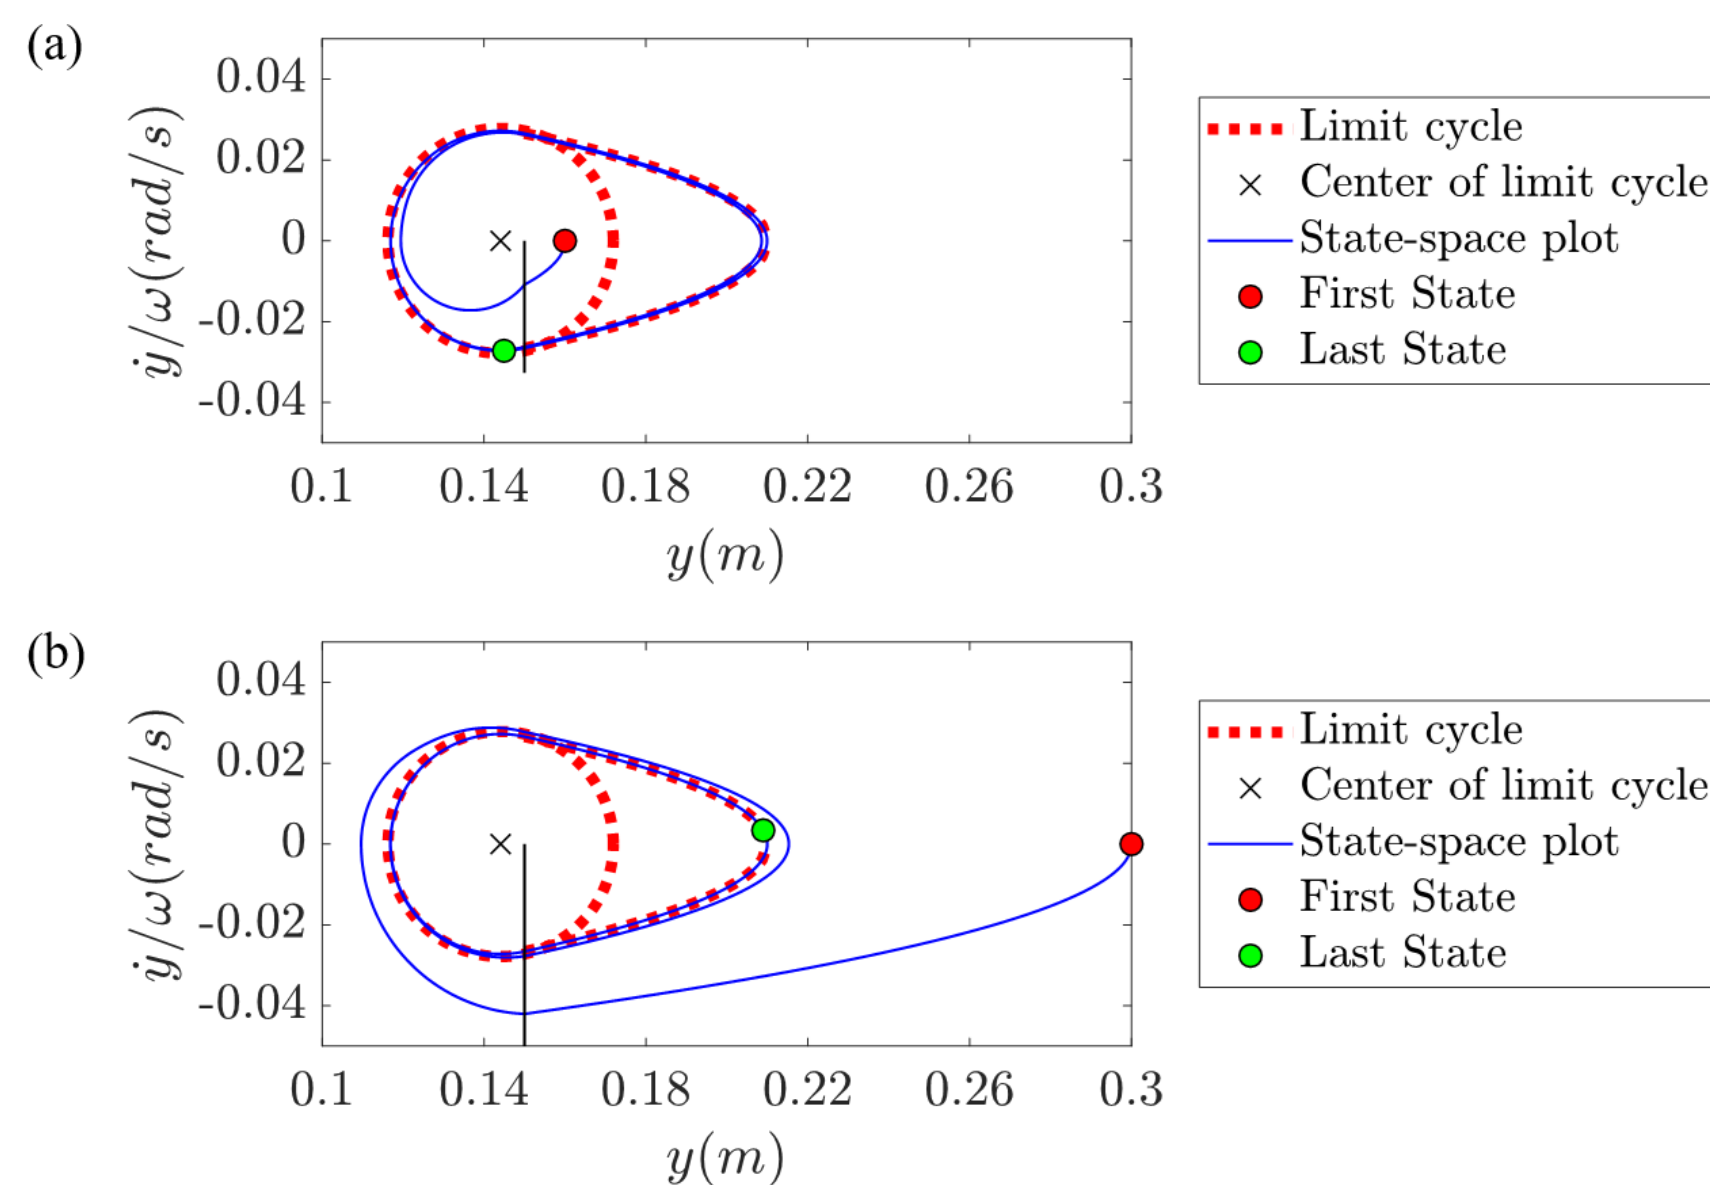 (a)
0.04
0.02
0
-0.02
-0.04
ẏ/ω(rad/s)
0.1 0.14 0.18 0.22 0.26 0.3
y(m)
Limit cycle
Center of limit cycle
State-space plot
First State
Last State
(b)
0.04
0.02
0
-0.02
-0.04
ẏ/ω(rad/s)
0.1 0.14 0.18 0.22 0.26 0.3
y(m)
Limit cycle
Center of limit cycle
State-space plot
First State
Last State